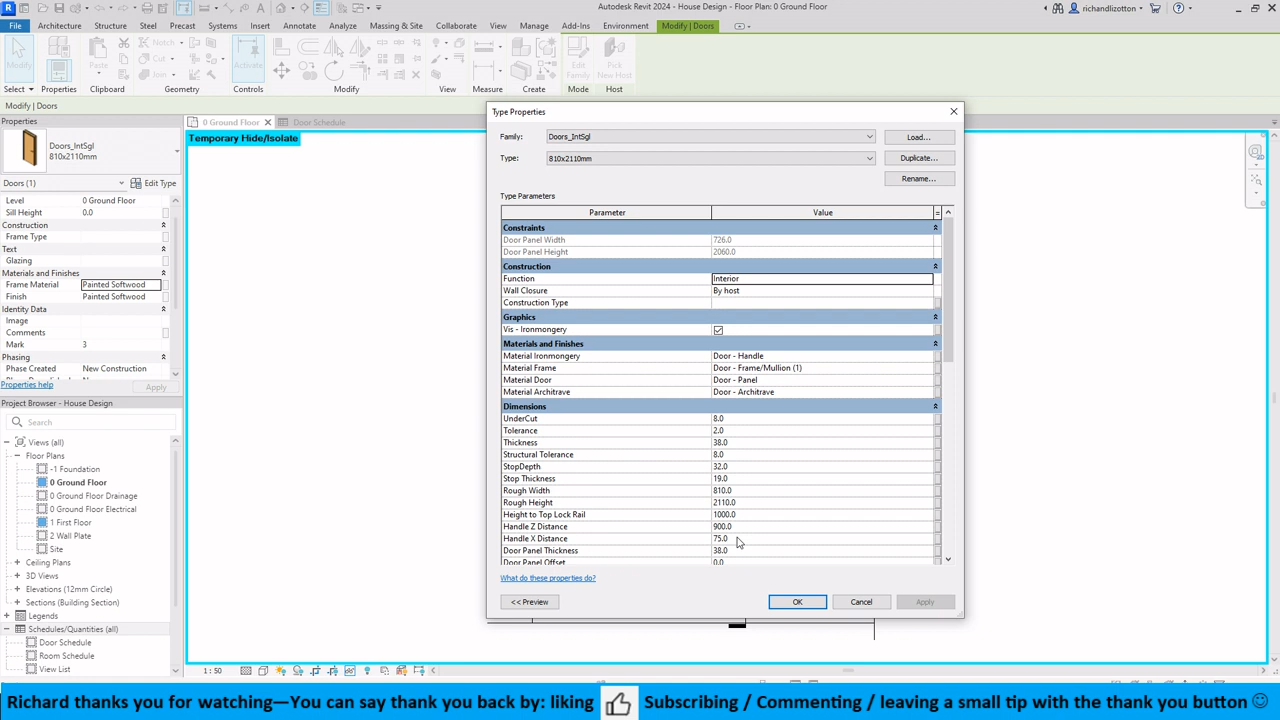 Autodesk Revit 2024 - House Design - Floor Plan: 0 Ground Floor
richandlizotton
File Architecture Structure Steel Precast Systems Insert Annotate Analyze Massing & Site Collaborate View Manage Add-Ins Environment Modify | Doors
Modify
Paste
Cut
Join
Activate
Edit Family
Pick New Host
Notch
Select Properties Clipboard Geometry Controls Modify View Measure Create Mode Host
Modify | Doors
Properties
Doors_IntSgl
810x2110mm
Doors (1)
Edit Type
Level 0 Ground Floor
Sill Height 0.0
Construction
Frame Type
Text
Glazing
Materials and Finishes
Frame Material Painted Softwood
Finish Painted Softwood
Identity Data
Image
Comments
Mark 3
Phasing
Phase Created New Construction
Properties help Apply
Project Browser - House Design
Search
Views (all)
Floor Plans
-1 Foundation
0 Ground Floor
0 Ground Floor Drainage
0 Ground Floor Electrical
1 First Floor
2 Wall Plate
Site
Ceiling Plans
3D Views
Elevations (12mm Circle)
Sections (Building Section)
Legends
Schedules/Quantities (all)
Door Schedule
Room Schedule
View List
0 Ground Floor
Door Schedule
Temporary Hide/Isolate
Type Properties
Family: Doors_IntSgl Load...
Type: 810x2110mm Duplicate...
Rename...
Type Parameters
Parameter Value =
Constraints
Door Panel Width 726.0
Door Panel Height 2060.0
Construction
Function Interior
Wall Closure By host
Construction Type
Graphics
Vis - Ironmongery
Materials and Finishes
Material Ironmongery Door - Handle
Material Frame Door - Frame/Mullion (1)
Material Door Door - Panel
Material Architrave Door - Architrave
Dimensions
UnderCut 8.0
Tolerance 2.0
Thickness 38.0
Structural Tolerance 8.0
StopDepth 32.0
Stop Thickness 19.0
Rough Width 810.0
Rough Height 2110.0
Height to Top Lock Rail 1000.0
Handle Z Distance 900.0
Handle X Distance 75.0
Door Panel Thickness 38.0
Door Panel Offset 0.0
What do these properties do?
<< Preview OK Cancel Apply
1 : 50
Richard thanks you for watching—You can say thank you back by: liking Subscribing / Commenting / leaving a small tip with the thank you button ☺